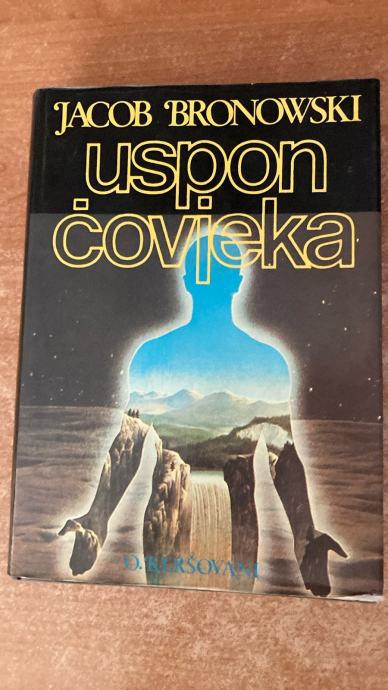 JACOB BRONOWSKI
uspon
čovjeka
O. KERŠOVANI